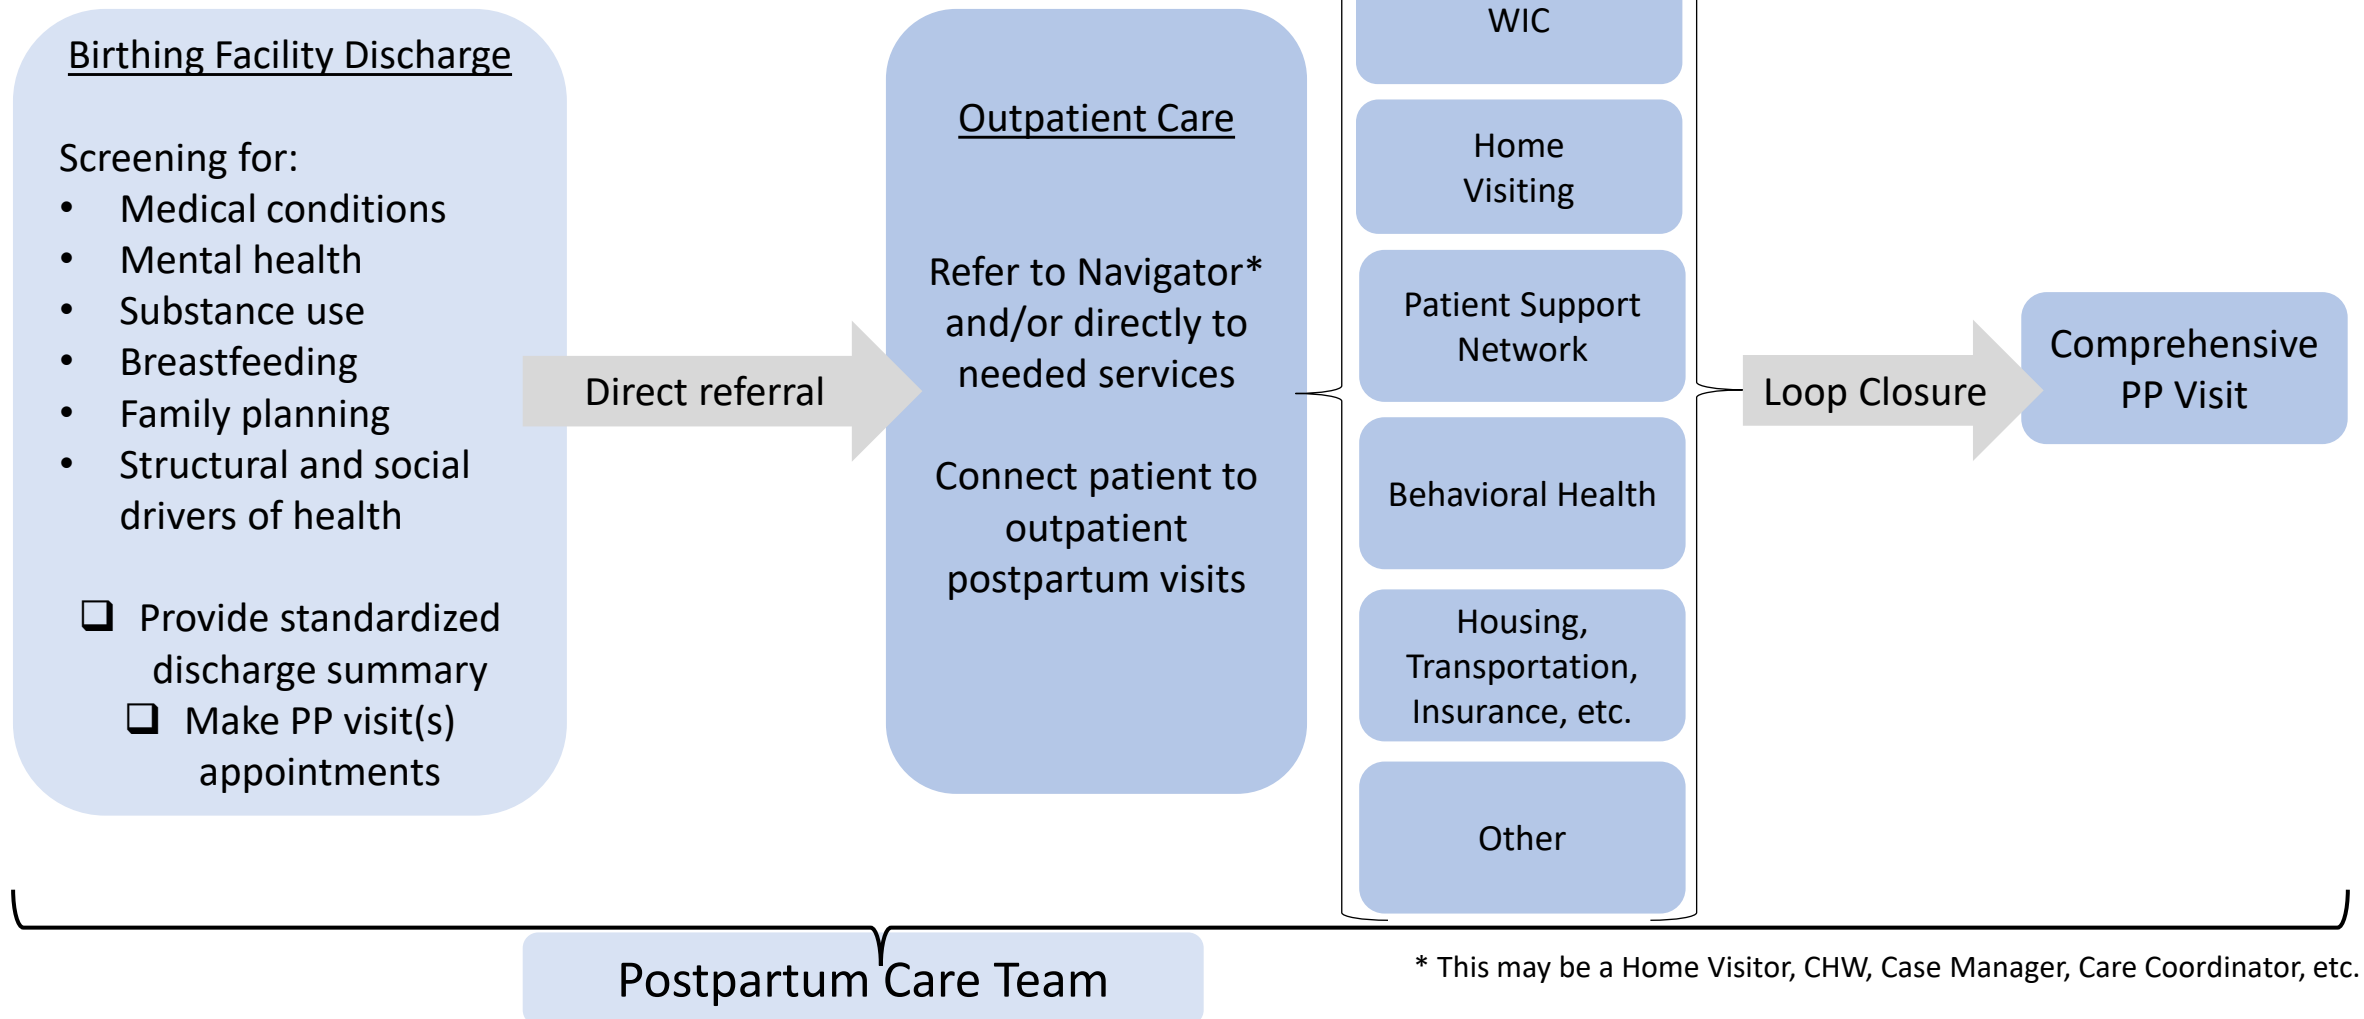 Birthing Facility Discharge
Screening for:
• Medical conditions
• Mental health
• Substance use
• Breastfeeding
• Family planning
• Structural and social
drivers of health
❑ Provide standardized
discharge summary
❑ Make PP visit(s)
appointments
Direct referral
Outpatient Care
Refer to Navigator*
and/or directly to
needed services
Connect patient to
outpatient
postpartum visits
WIC
Home
Visiting
Patient Support
Network
Behavioral Health
Housing,
Transportation,
Insurance, etc.
Other
Loop Closure
Comprehensive
PP Visit
Postpartum Care Team
* This may be a Home Visitor, CHW, Case Manager, Care Coordinator, etc.